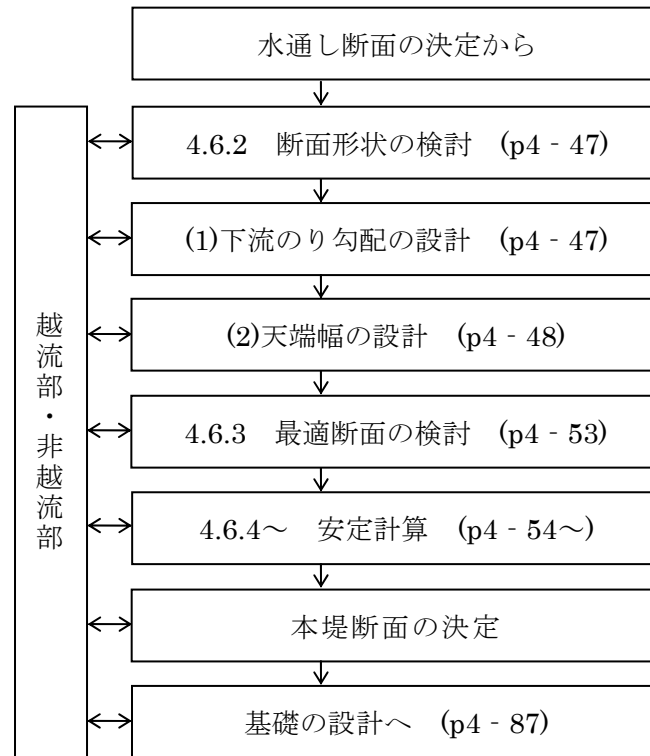 水通し断面の決定から
4.6.2 断面形状の検討 (p4‐47)
(1)下流のり勾配の設計 (p4‐47)
(2)天端幅の設計 (p4‐48)
4.6.3 最適断面の検討 (p4‐53)
4.6.4～ 安定計算 (p4‐54～)
本堤断面の決定
基礎の設計へ (p4‐87)
越流部・非越流部